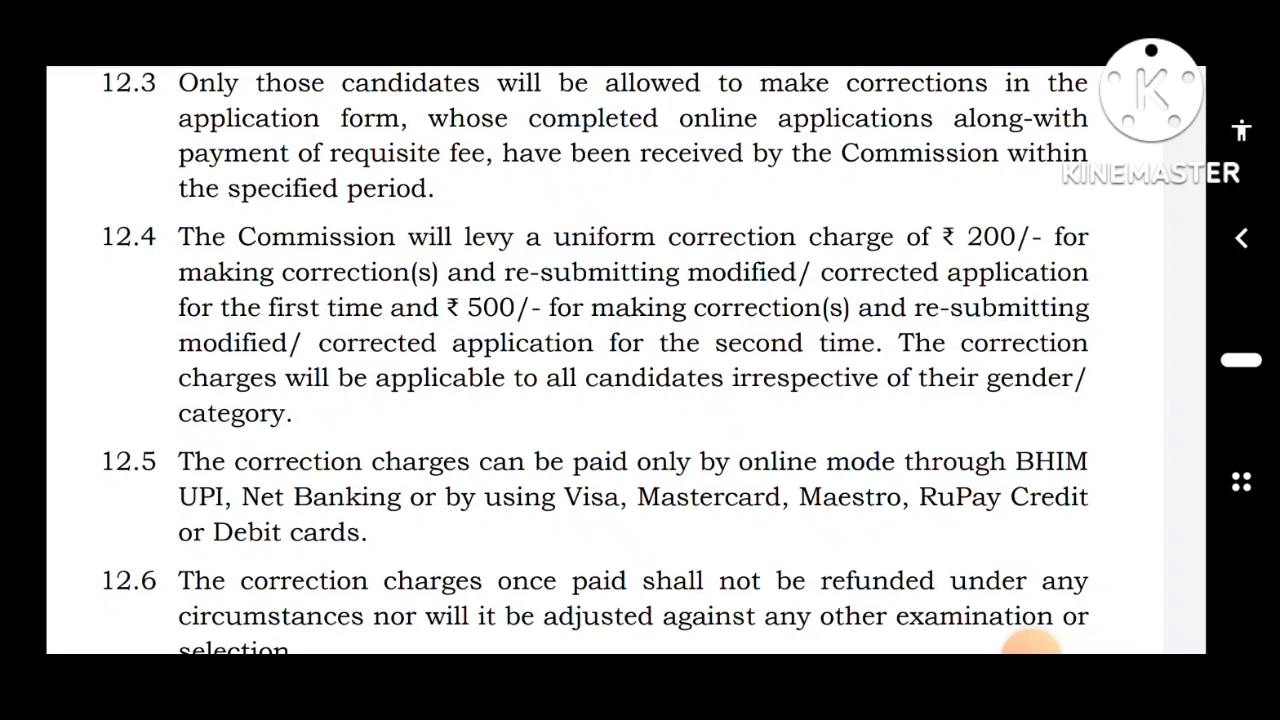 12.3 Only those candidates will be allowed to make corrections in the
application form, whose completed online applications along-with
payment of requisite fee, have been received by the Commission within
the specified period.
12.4 The Commission will levy a uniform correction charge of ₹ 200/- for
making correction(s) and re-submitting modified/ corrected application
for the first time and ₹ 500/- for making correction(s) and re-submitting
modified/ corrected application for the second time. The correction
charges will be applicable to all candidates irrespective of their gender/
category.
12.5 The correction charges can be paid only by online mode through BHIM
UPI, Net Banking or by using Visa, Mastercard, Maestro, RuPay Credit
or Debit cards.
12.6 The correction charges once paid shall not be refunded under any
circumstances nor will it be adjusted against any other examination or
selection
K
KINEMASTER